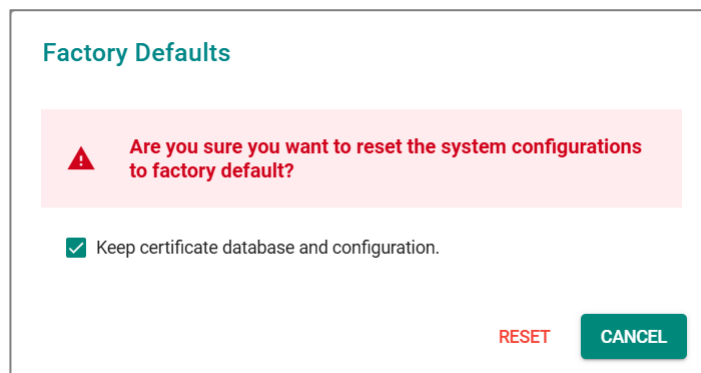 Factory Defaults
Are you sure you want to reset the system configurations
to factory default?
Keep certificate database and configuration.
RESET CANCEL